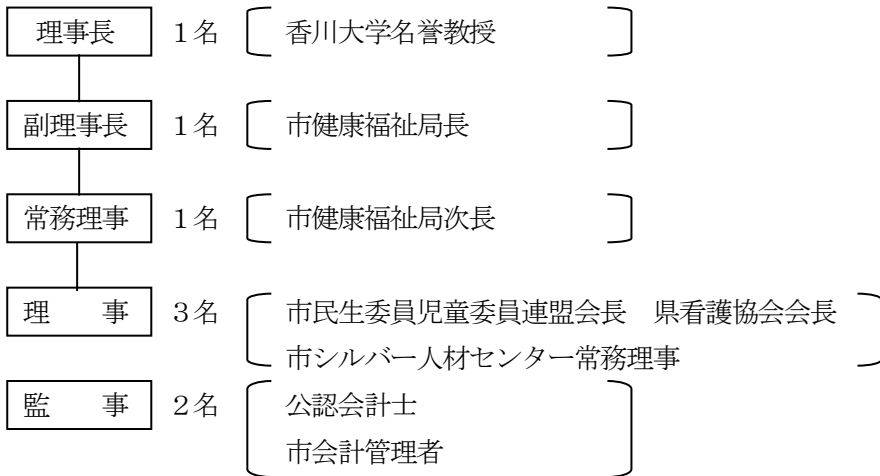 理事長 1名 香川大学名誉教授
副理事長 1名 市健康福祉局長
常務理事 1名 市健康福祉局次長
理　　事 3名 市民生委員児童委員連盟会長　県看護協会会長
市シルバー人材センター常務理事
監　　事 2名 公認会計士
市会計管理者